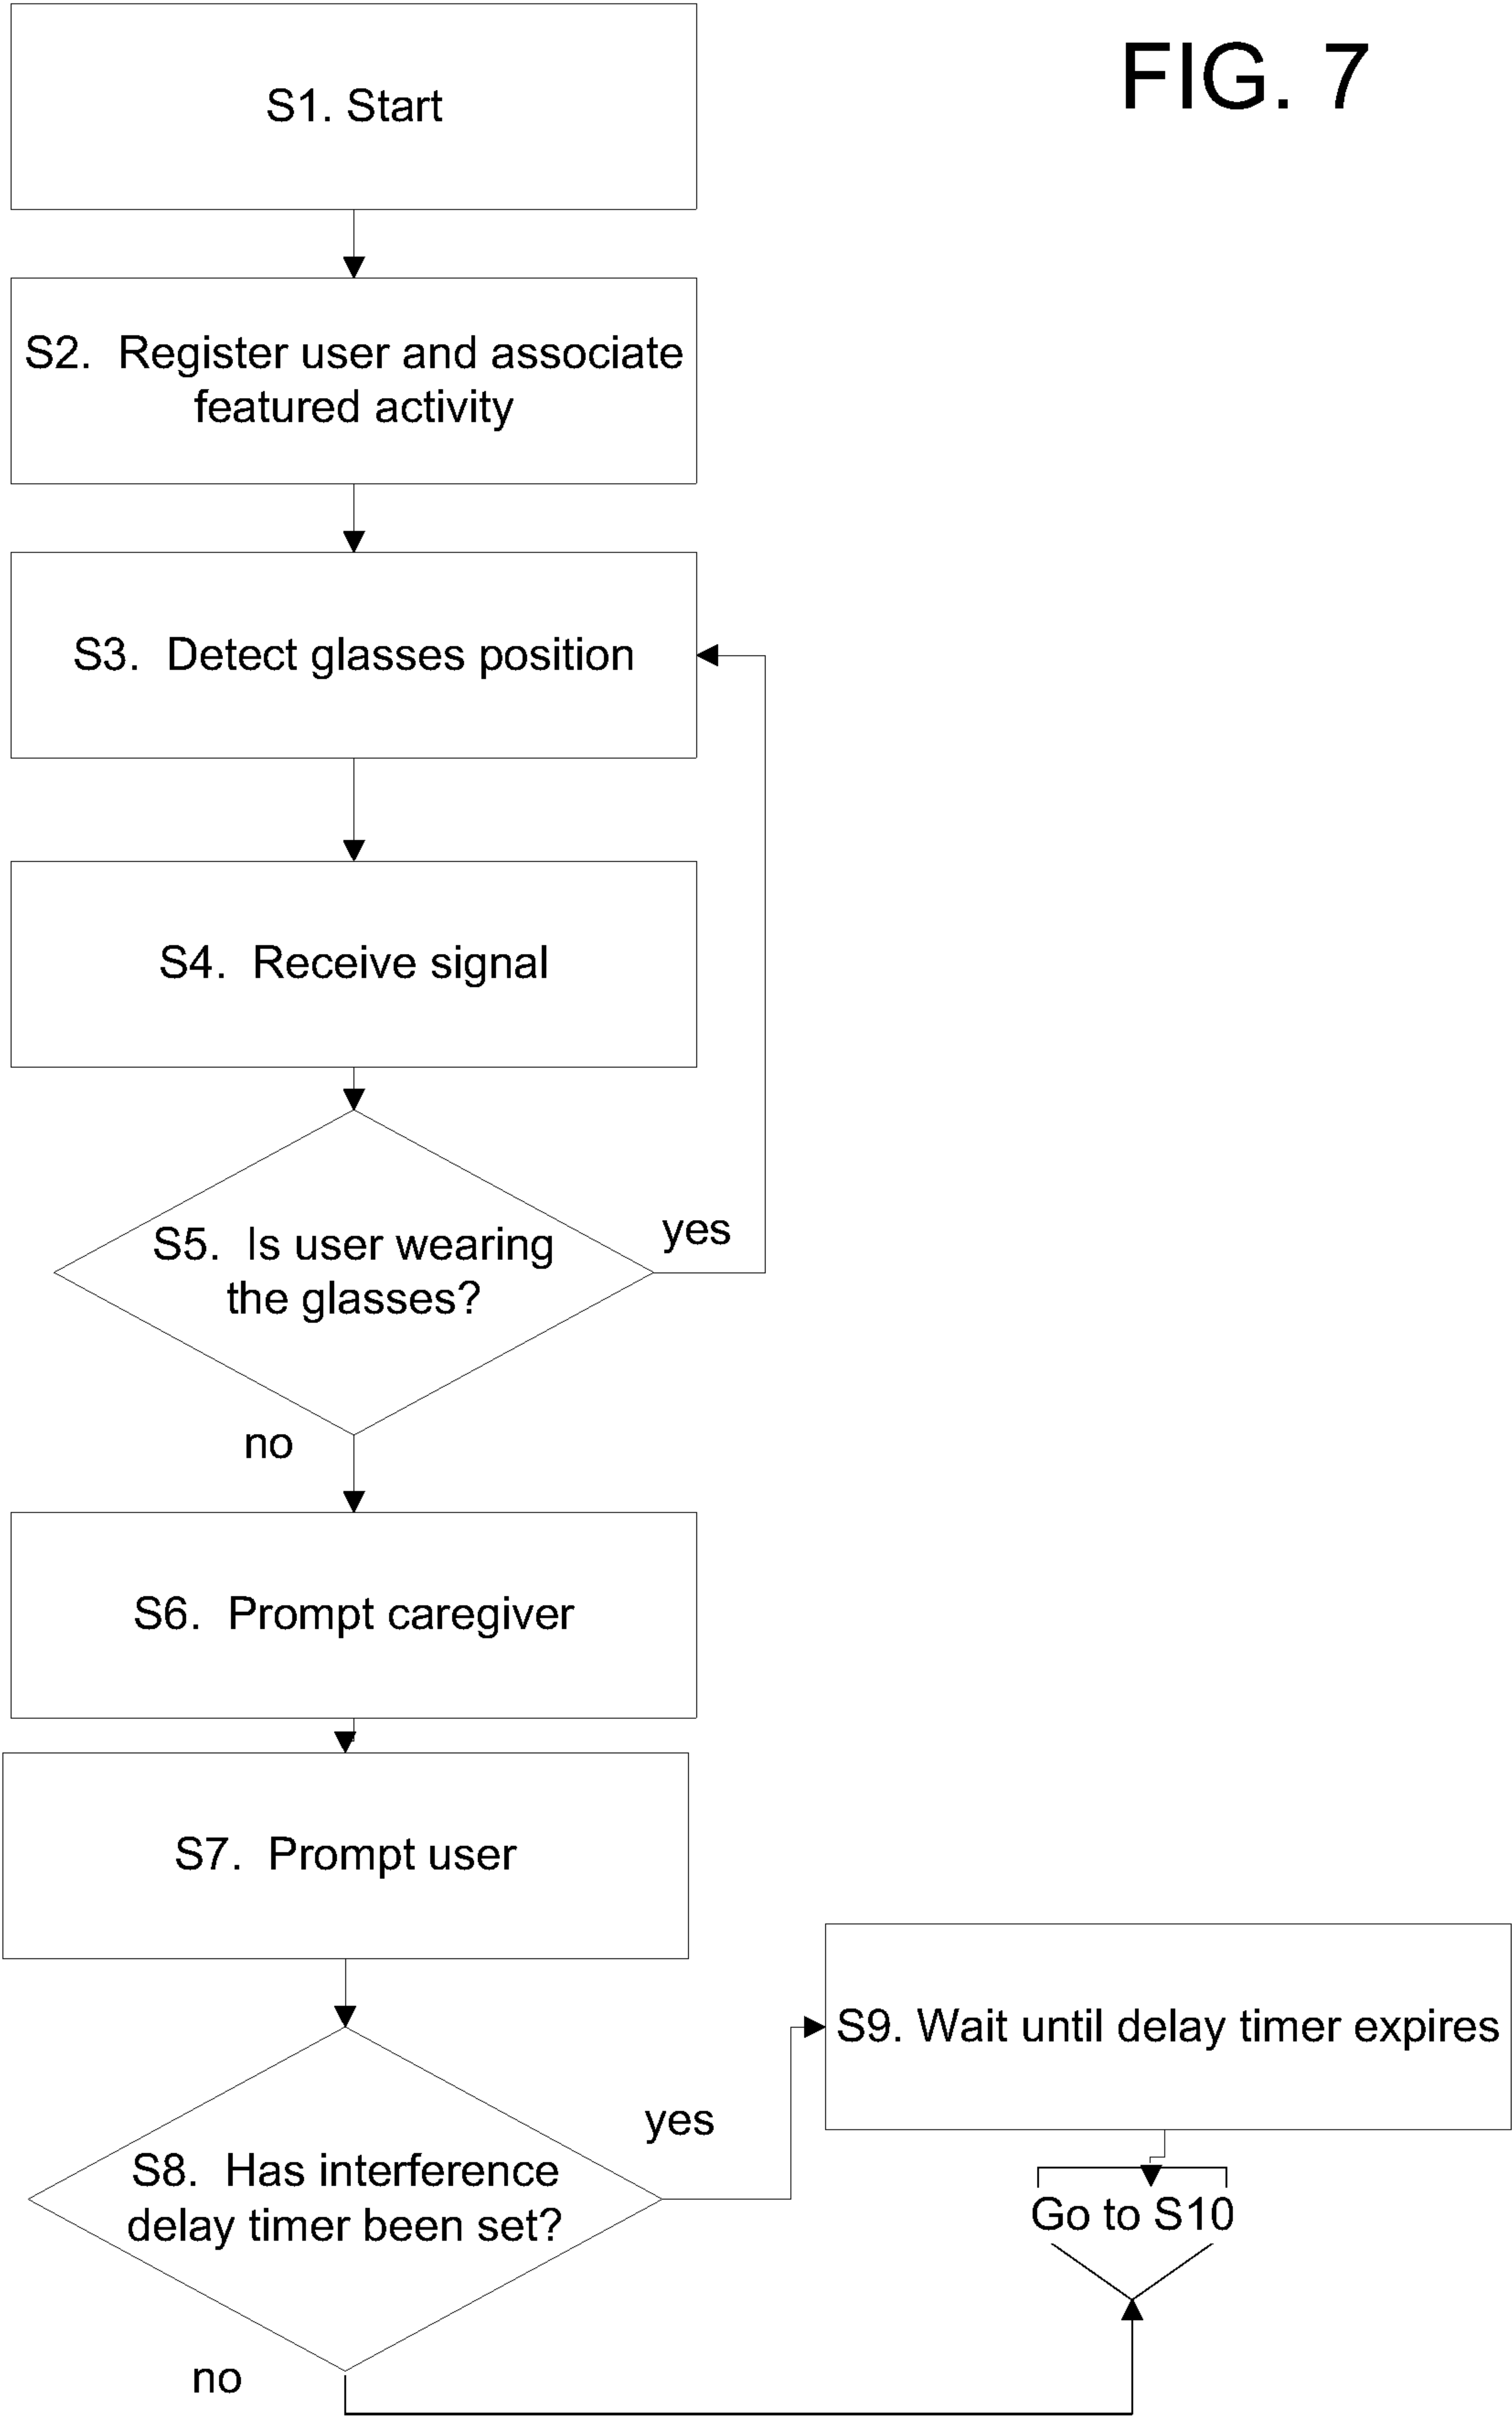 FIG. 7
S1. Start
S2. Register user and associate
featured activity
S3. Detect glasses position
S4. Receive signal
S5. Is user wearing
the glasses?
yes
no
S6. Prompt caregiver
S7. Prompt user
S8. Has interference
delay timer been set?
yes
no
S9. Wait until delay timer expires
Go to S10